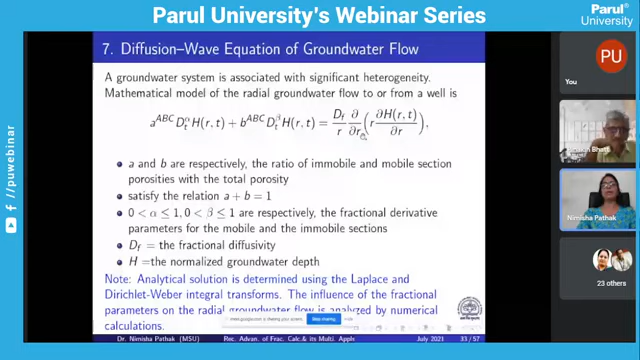 Parul University's Webinar Series
Parul®
University
7. Diffusion–Wave Equation of Groundwater Flow
A groundwater system is associated with significant heterogeneity.
Mathematical model of the radial groundwater flow to or from a well is
a^{ABC}D_t^α H(r, t) + b^{ABC}D_t^β H(r, t) = \frac{D_f}{r} \frac{∂}{∂r} ( r \frac{∂H(r, t)}{∂r} ),
a and b are respectively, the ratio of immobile and mobile section
porosities with the total porosity
satisfy the relation a + b = 1
0 < α ≤ 1, 0 < β ≤ 1 are respectively, the fractional derivative
parameters for the mobile and the immobile sections
D_f = the fractional diffusivity
H =the normalized groundwater depth
Note: Analytical solution is determined using the Laplace and
Dirichlet-Weber integral transforms. The influence of the fractional
parameters on the radial groundwater flow is analyzed by numerical
calculations.
Stop sharing
Hide
Dr. Nimisha Pathak (MSU)
Rec. Advan. of Frac. Calc.& its Multi. Appls
July 2021
33 / 57
PU
You
Bhatt
Nimisha Pathak
23 others
/puwebinar